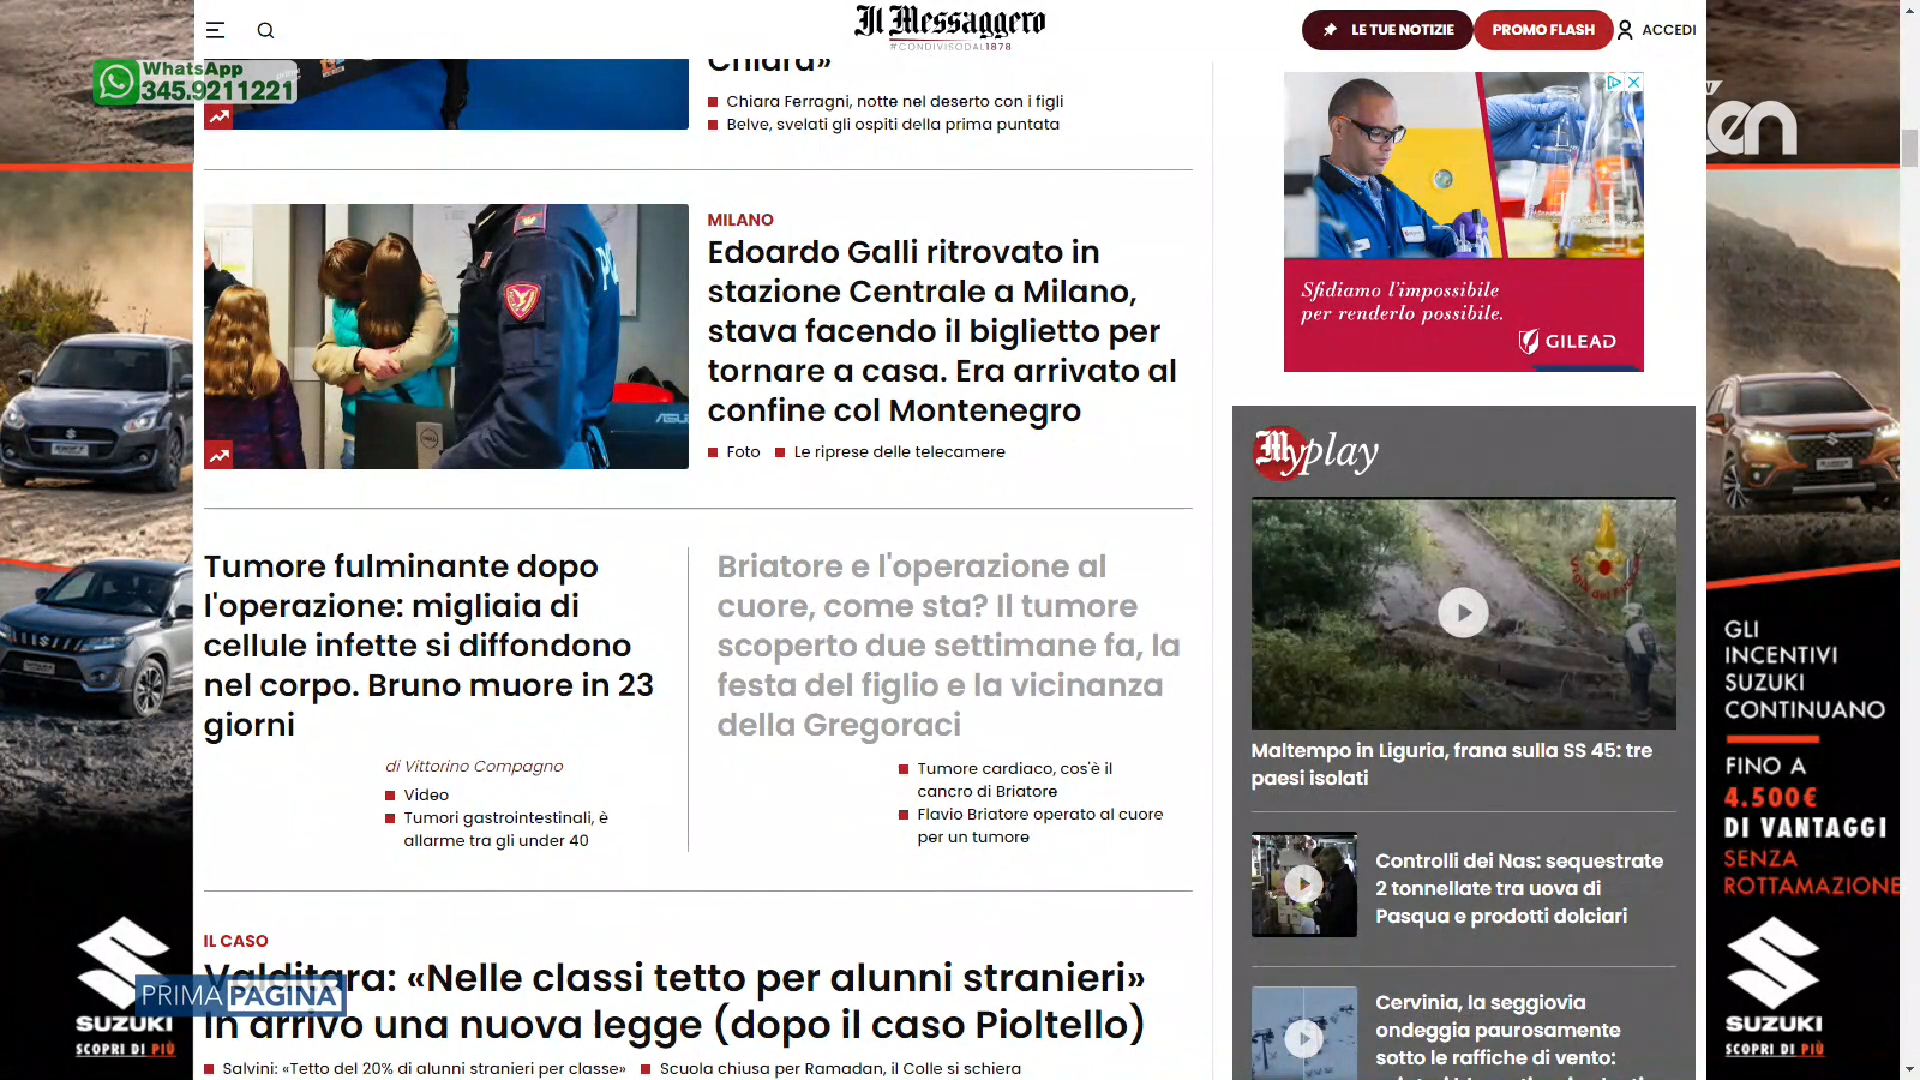 Il Messaggero
#CONDIVISODAL1878
LE TUE NOTIZIE
PROMO FLASH
ACCEDI
WhatsApp
345.9211221
Chiara»
Chiara Ferragni, notte nel deserto con i figli
Belve, svelati gli ospiti della prima puntata
MILANO
Edoardo Galli ritrovato in
stazione Centrale a Milano,
stava facendo il biglietto per
tornare a casa. Era arrivato al
confine col Montenegro
Foto
Le riprese delle telecamere
Tumore fulminante dopo
l'operazione: migliaia di
cellule infette si diffondono
nel corpo. Bruno muore in 23
giorni
di Vittorino Compagno
Video
Tumori gastrointestinali, è
allarme tra gli under 40
Briatore e l'operazione al
cuore, come sta? Il tumore
scoperto due settimane fa, la
festa del figlio e la vicinanza
della Gregoraci
Tumore cardiaco, cos'è il
cancro di Briatore
Flavio Briatore operato al cuore
per un tumore
IL CASO
Valditara: «Nelle classi tetto per alunni stranieri»
In arrivo una nuova legge (dopo il caso Pioltello)
Salvini: «Tetto del 20% di alunni stranieri per classe»
Scuola chiusa per Ramadan, il Colle si schiera
PRIMA PAGINA
SUZUKI
SCOPRI DI PIÙ
Sfidiamo l'impossibile
per renderlo possibile.
GILEAD
Myplay
Maltempo in Liguria, frana sulla SS 45: tre
paesi isolati
Controlli dei Nas: sequestrate
2 tonnellate tra uova di
Pasqua e prodotti dolciari
Cervinia, la seggiovia
ondeggia paurosamente
sotto le raffiche di vento:
GLI
INCENTIVI
SUZUKI
CONTINUANO
FINO A
4.500€
DI VANTAGGI
SENZA
ROTTAMAZIONE
SUZUKI
SCOPRI DI PIÙ